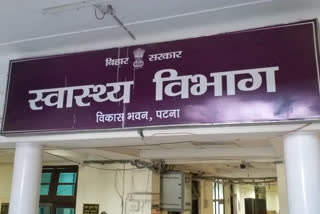 बिहार सरकार
स्वास्थ्य विभाग
विकास भवन, पटना